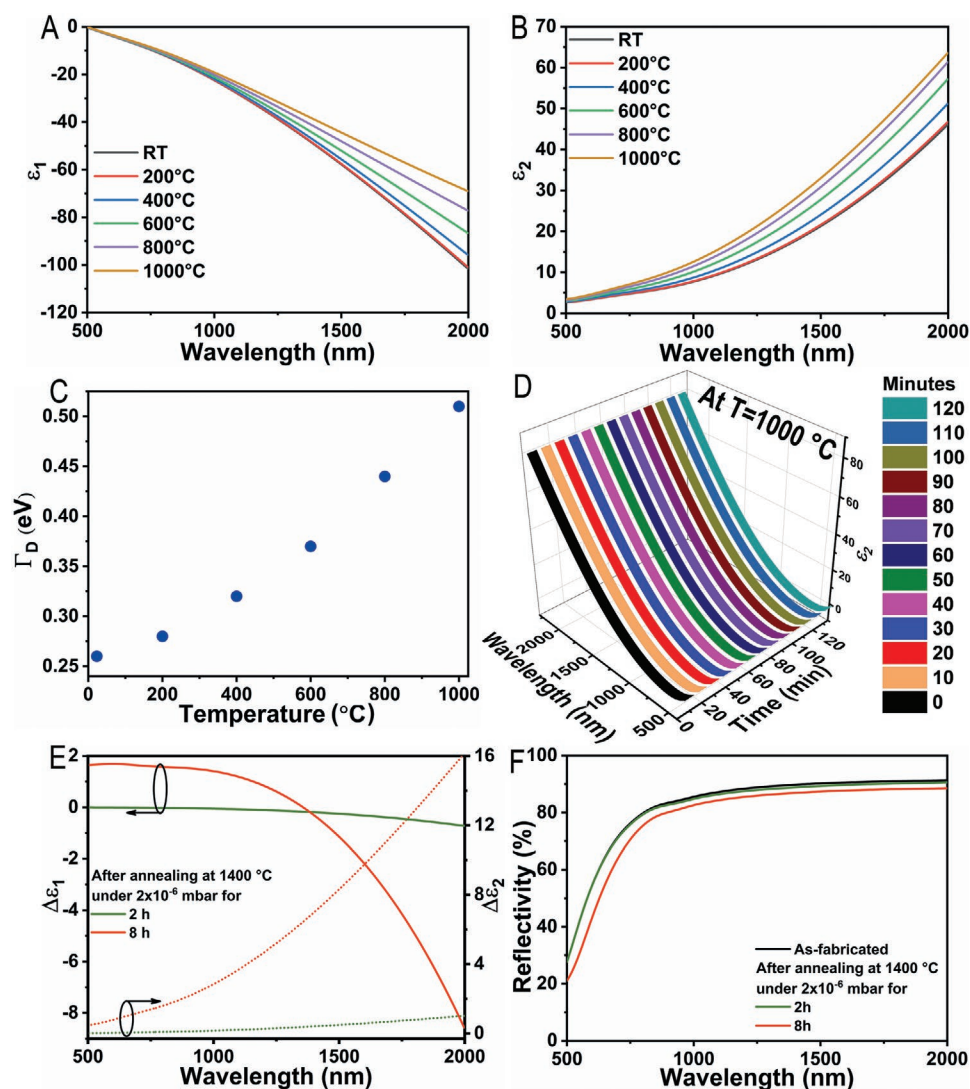 A
0
-20
-40
-60
-80
-100
-120
ε1
RT
200°C
400°C
600°C
800°C
1000°C
500 1000 1500 2000
Wavelength (nm)
B
70
60
50
40
30
20
10
0
ε2
RT
200°C
400°C
600°C
800°C
1000°C
500 1000 1500 2000
Wavelength (nm)
C
0.50
0.45
0.40
0.35
0.30
0.25
ΓD (eV)
0 200 400 600 800 1000
Temperature (°C)
D
At T=1000 °C
80
60
40
20
0
ε2
2000
1500
1000
500
Wavelength (nm)
0
20
40
60
80
100
120
Time (min)
Minutes
120
110
100
90
80
70
60
50
40
30
20
10
0
E
2
0
-2
-4
-6
-8
Δε1
16
12
8
4
0
Δε2
After annealing at 1400 °C
under 2x10⁻⁶ mbar for
2 h
8 h
500 1000 1500 2000
Wavelength (nm)
F
100
80
60
40
20
0
Reflectivity (%)
As-fabricated
After annealing at 1400 °C
under 2x10⁻⁶ mbar for
2h
8h
500 1000 1500 2000
Wavelength (nm)